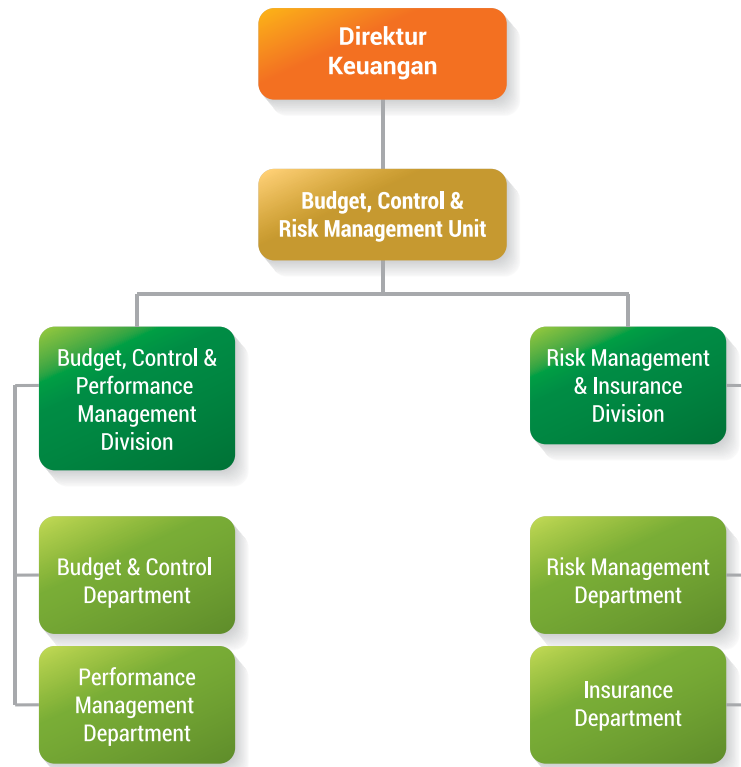 Direktur
Keuangan
Budget, Control &
Risk Management Unit
Budget, Control &
Performance
Management
Division
Risk Management
& Insurance
Division
Budget & Control
Department
Risk Management
Department
Performance
Management
Department
Insurance
Department